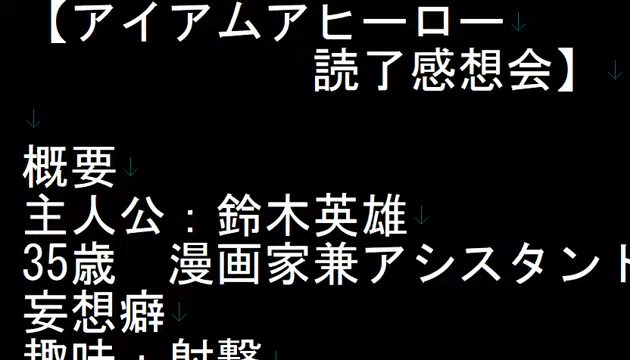 【アイアムアヒーロー
読了感想会】
概要
主人公：鈴木英雄
35歳　漫画家兼アシスタント
妄想癖
趣味：射撃